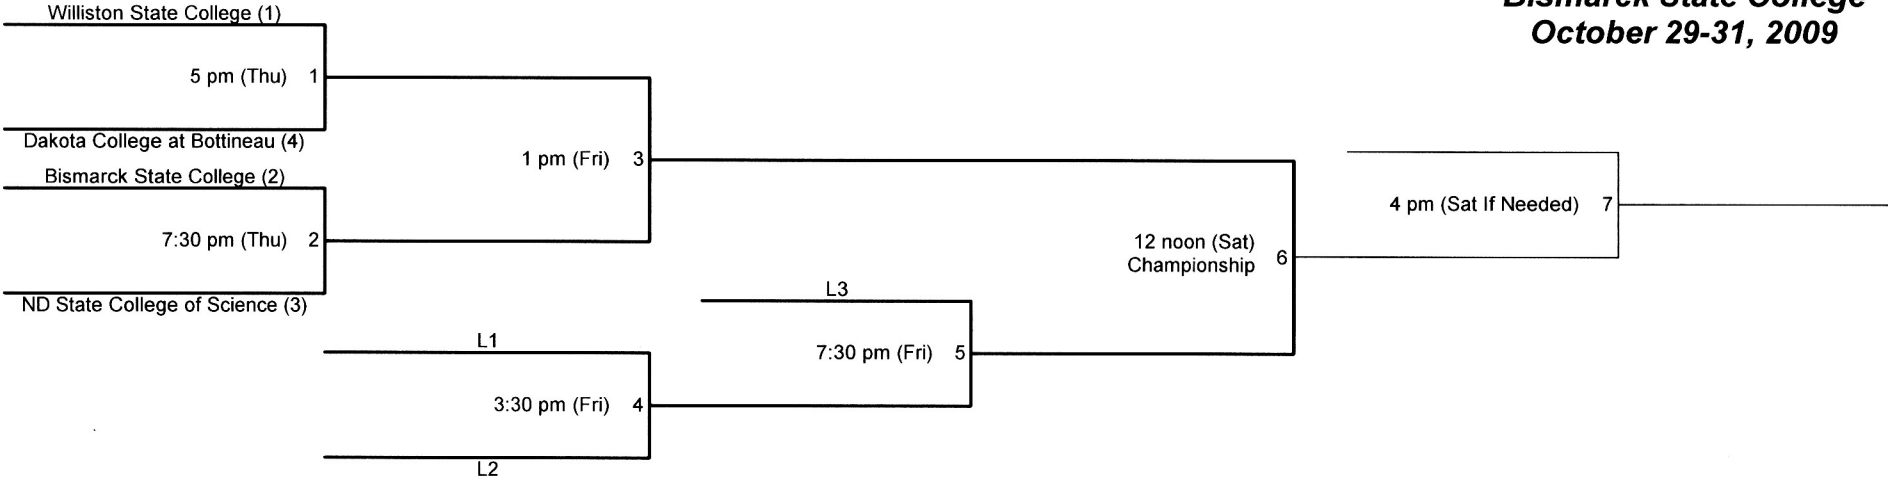 Bismarck State College
October 29-31, 2009
Williston State College (1)
5 pm (Thu) 1
Dakota College at Bottineau (4)
Bismarck State College (2)
7:30 pm (Thu) 2
ND State College of Science (3)
1 pm (Fri) 3
L1
3:30 pm (Fri) 4
L2
L3
7:30 pm (Fri) 5
12 noon (Sat)
Championship 6
4 pm (Sat If Needed) 7